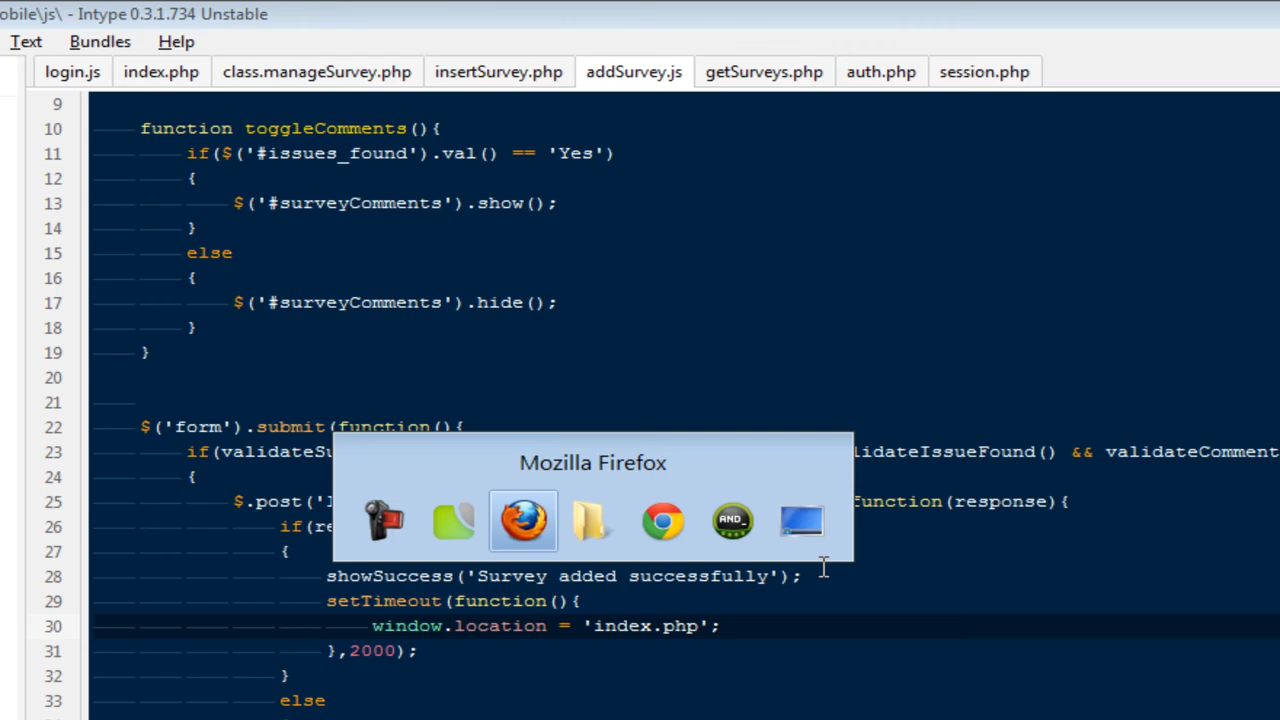 obile\js\ - Intype 0.3.1.734 Unstable
Text Bundles Help
login.js index.php class.manageSurvey.php insertSurvey.php addSurvey.js getSurveys.php auth.php session.php
9
10 function toggleComments(){
11 if($('#issues_found').val() == 'Yes')
12 {
13 $('#surveyComments').show();
14 }
15 else
16 {
17 $('#surveyComments').hide();
18 }
19 }
20
21
22 $('form').submit(function(){
23 if(validateSu lidateIssueFound() && validateComment
Mozilla Firefox
24 {
25 $.post(' function(response){
26 if(re
AND_
27 {
28 showSuccess('Survey added successfully');
29 setTimeout(function(){
30 window.location = 'index.php';
31 },2000);
32 }
33 else